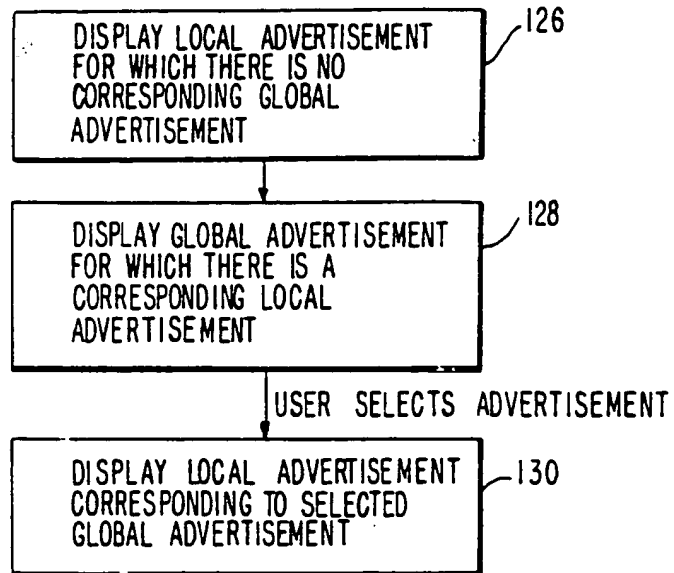 126
DISPLAY LOCAL ADVERTISEMENT
FOR WHICH THERE IS NO
CORRESPONDING GLOBAL
ADVERTISEMENT
128
DISPLAY GLOBAL ADVERTISEMENT
FOR WHICH THERE IS A
CORRESPONDING LOCAL
ADVERTISEMENT
USER SELECTS ADVERTISEMENT
130
DISPLAY LOCAL ADVERTISEMENT
CORRESPONDING TO SELECTED
GLOBAL ADVERTISEMENT